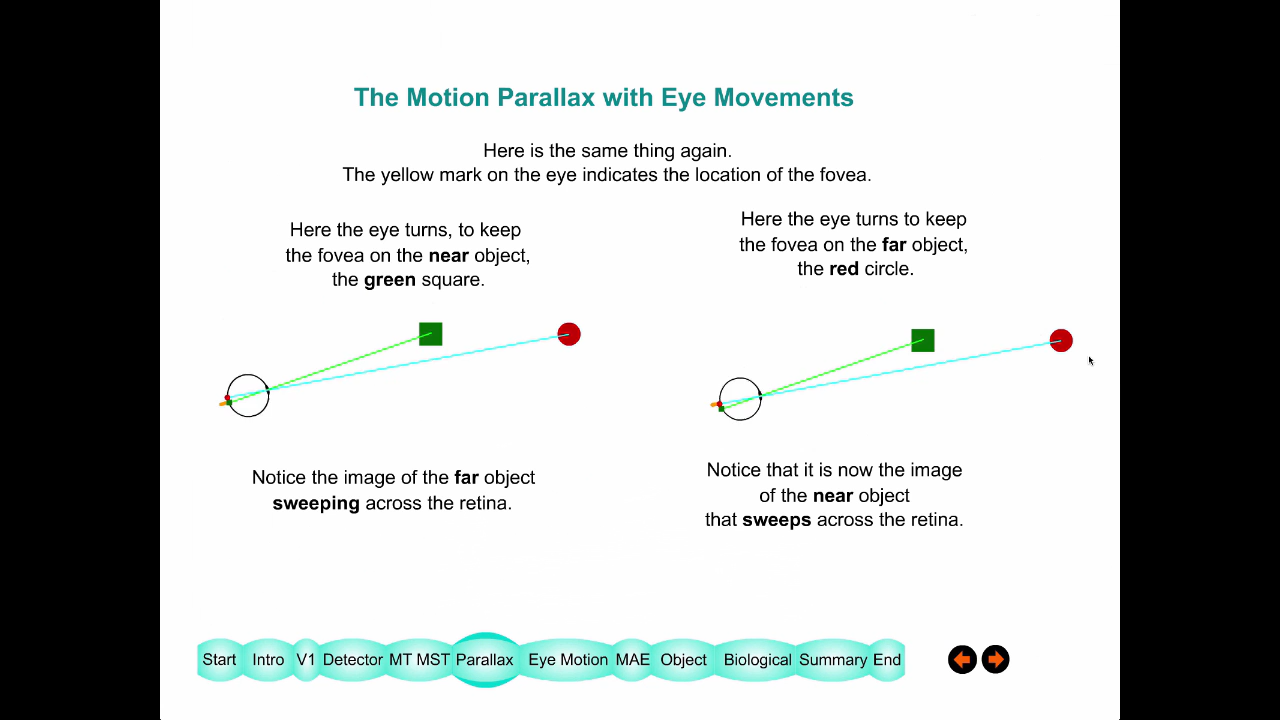 The Motion Parallax with Eye Movements
Here is the same thing again.
The yellow mark on the eye indicates the location of the fovea.
Here the eye turns, to keep
the fovea on the near object,
the green square.
Here the eye turns to keep
the fovea on the far object,
the red circle.
Notice the image of the far object
sweeping across the retina.
Notice that it is now the image
of the near object
that sweeps across the retina.
Start Intro V1 Detector MT MST Parallax Eye Motion MAE Object Biological Summary End